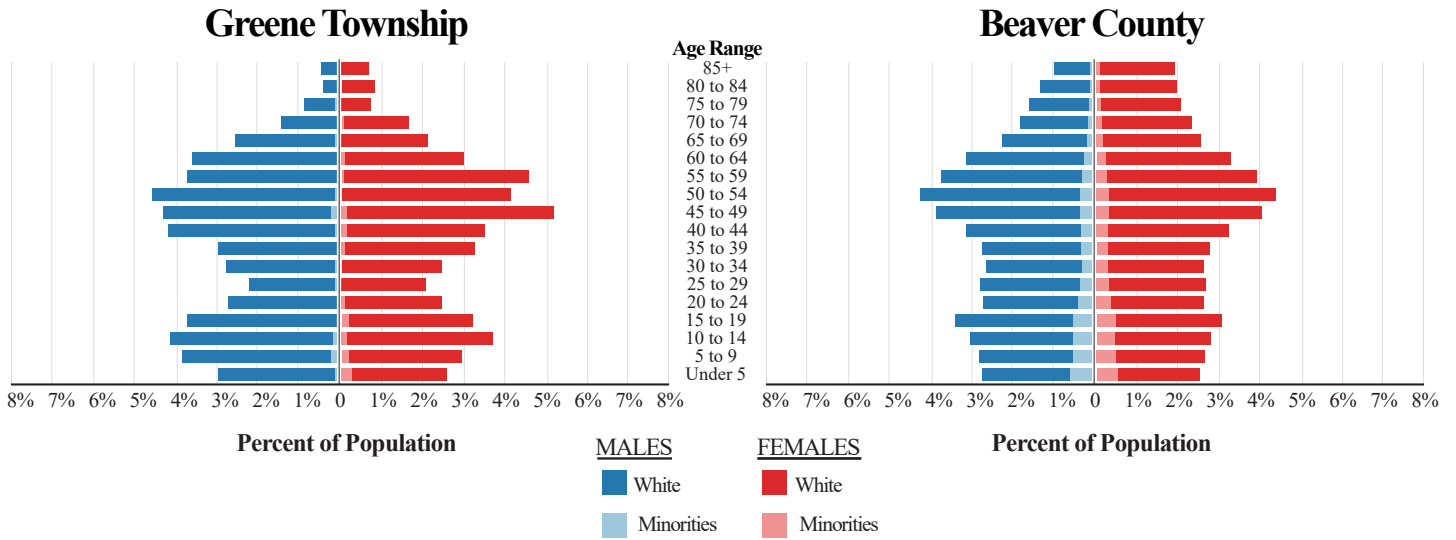 Greene Township
Beaver County
Age Range
85+
80 to 84
75 to 79
70 to 74
65 to 69
60 to 64
55 to 59
50 to 54
45 to 49
40 to 44
35 to 39
30 to 34
25 to 29
20 to 24
15 to 19
10 to 14
5 to 9
Under 5
8% 7% 6% 5% 4% 3% 2% 1% 0 1% 2% 3% 4% 5% 6% 7% 8%
8% 7% 6% 5% 4% 3% 2% 1% 0 1% 2% 3% 4% 5% 6% 7% 8%
Percent of Population
Percent of Population
MALES
White
Minorities
FEMALES
White
Minorities